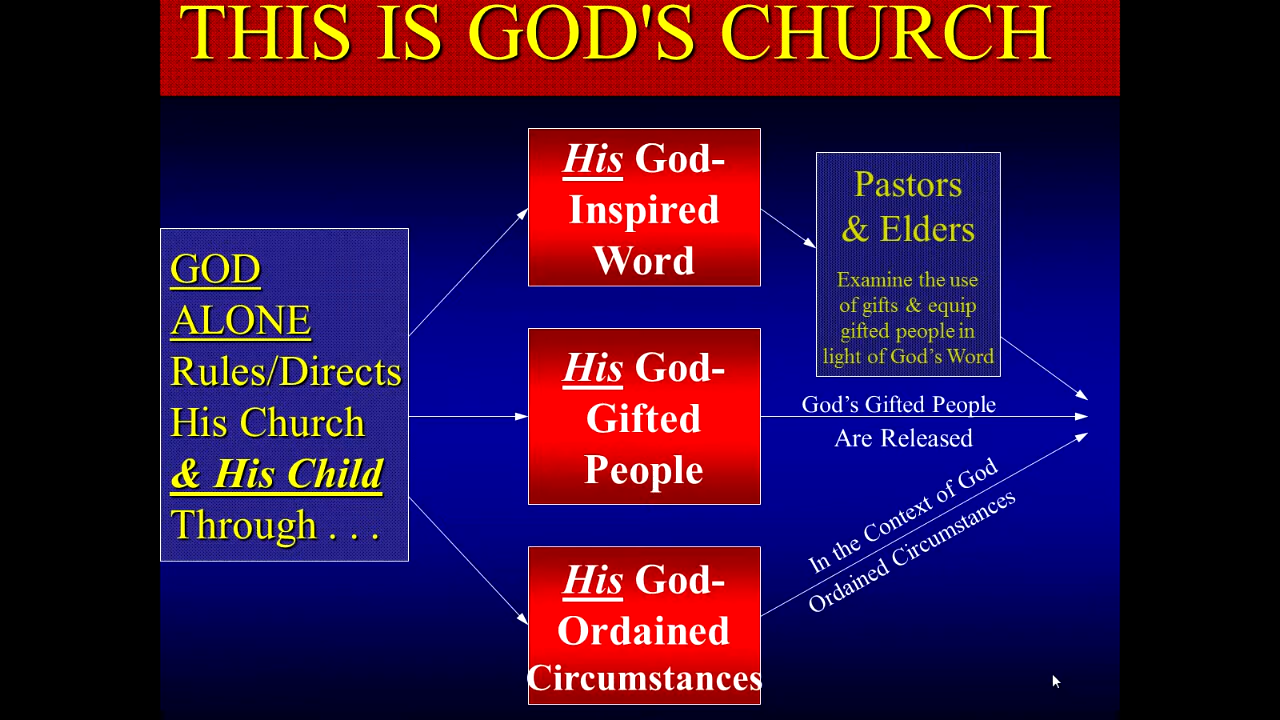 THIS IS GOD'S CHURCH
GOD
ALONE
Rules/Directs
His Church
& His Child
Through . . .
His God-
Inspired
Word
His God-
Gifted
People
His God-
Ordained
Circumstances
Pastors
& Elders
Examine the use
of gifts & equip
gifted people in
light of God’s Word
God’s Gifted People
Are Released
In the Context of God
Ordained Circumstances